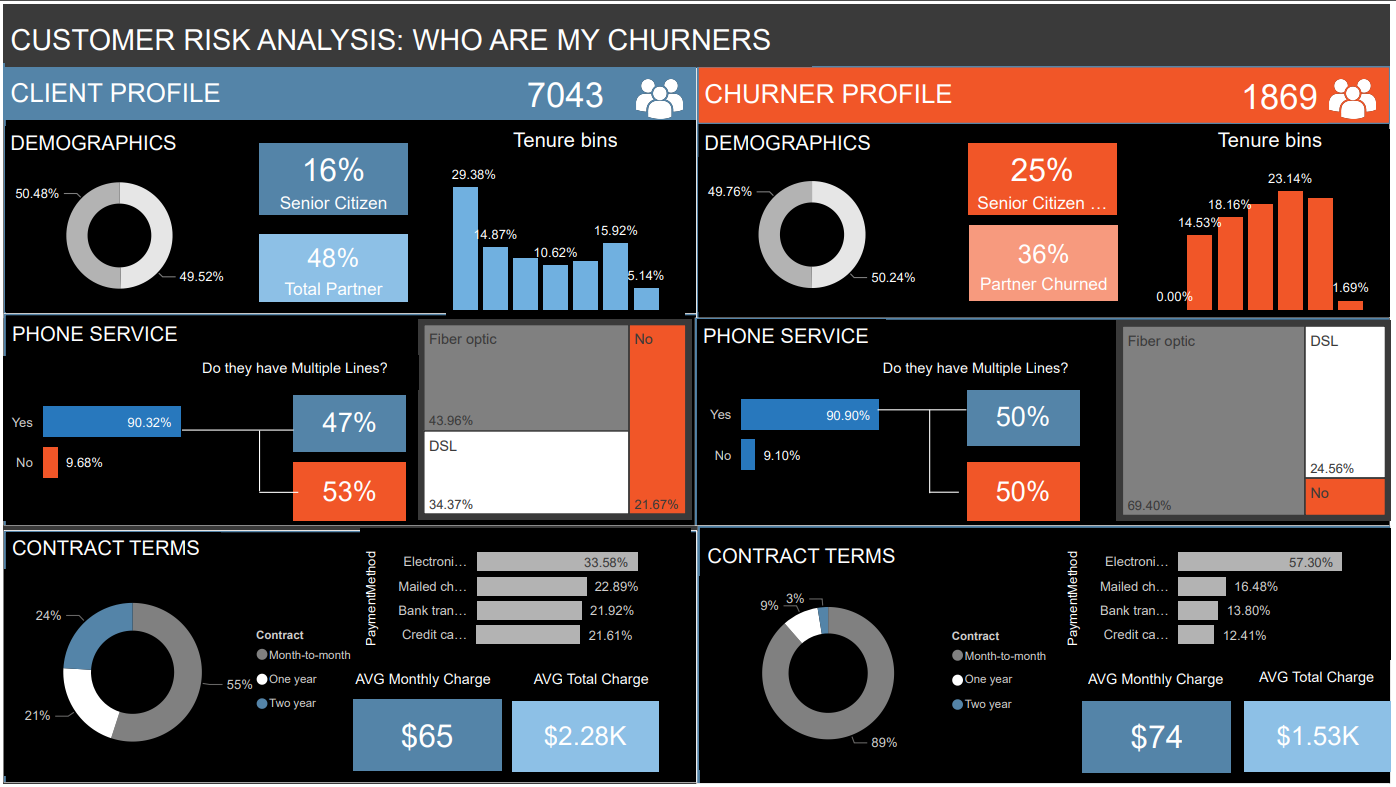 CUSTOMER RISK ANALYSIS: WHO ARE MY CHURNERS
CLIENT PROFILE
7043
DEMOGRAPHICS
50.48%
49.52%
16%
Senior Citizen
48%
Total Partner
Tenure bins
29.38%
14.87%
10.62%
15.92%
5.14%
PHONE SERVICE
Do they have Multiple Lines?
Yes
90.32%
No
9.68%
47%
53%
Fiber optic
43.96%
DSL
34.37%
No
21.67%
CONTRACT TERMS
24%
21%
55%
Contract
Month-to-month
One year
Two year
PaymentMethod
Electroni…
33.58%
Mailed ch…
22.89%
Bank tran…
21.92%
Credit ca…
21.61%
AVG Monthly Charge
$65
AVG Total Charge
$2.28K
CHURNER PROFILE
1869
DEMOGRAPHICS
49.76%
50.24%
25%
Senior Citizen …
36%
Partner Churned
Tenure bins
0.00%
14.53%
18.16%
23.14%
1.69%
PHONE SERVICE
Do they have Multiple Lines?
Yes
90.90%
No
9.10%
50%
50%
Fiber optic
69.40%
DSL
24.56%
No
CONTRACT TERMS
9%
3%
89%
Contract
Month-to-month
One year
Two year
PaymentMethod
Electroni…
57.30%
Mailed ch…
16.48%
Bank tran…
13.80%
Credit ca…
12.41%
AVG Monthly Charge
$74
AVG Total Charge
$1.53K